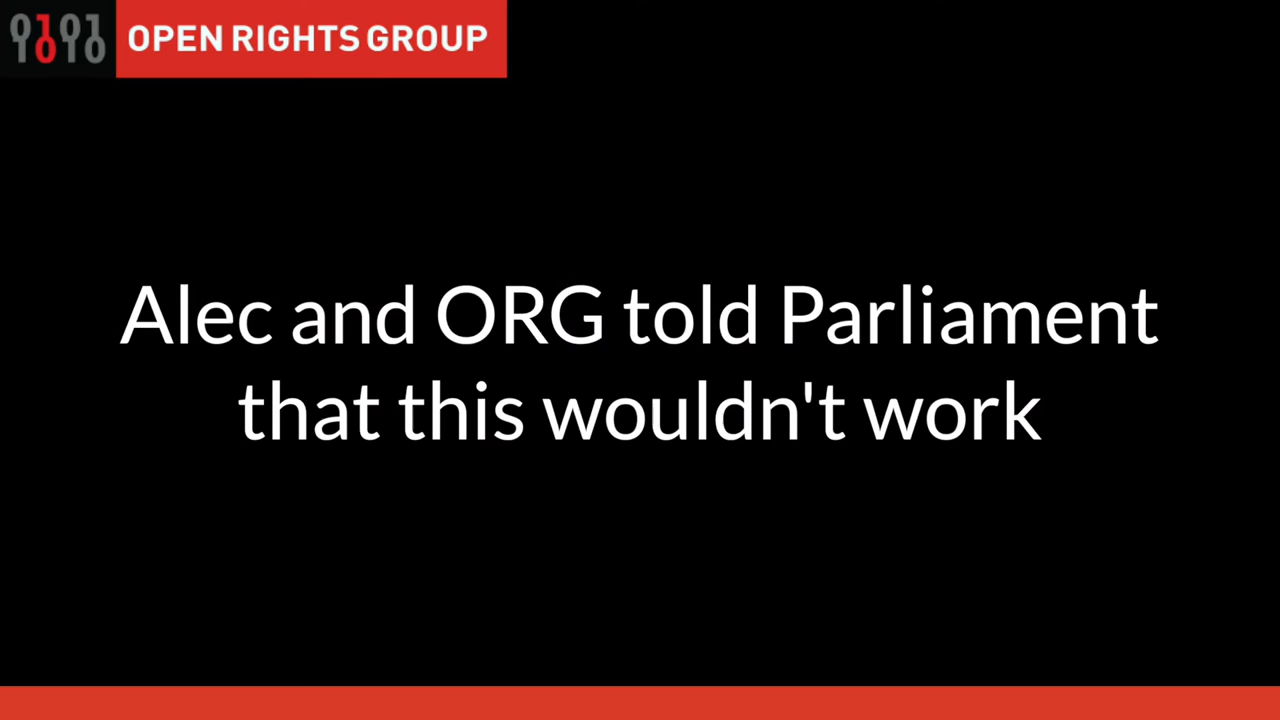 OPEN RIGHTS GROUP
Alec and ORG told Parliament
that this wouldn't work